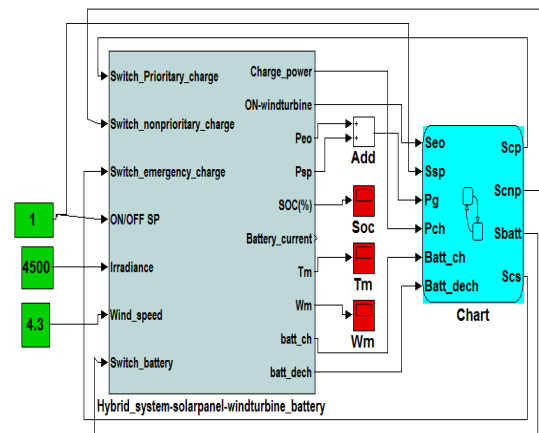 1
4500
4.3
Switch_Prioritary_charge
Switch_nonprioritary_charge
Switch_emergency_charge
ON/OFF SP
Irradiance
Wind_speed
Switch_battery
Charge_power
ON-windturbine
Peo
Psp
SOC(%)
Battery_current
Tm
Wm
batt_ch
batt_dech
Hybrid_system-solarpanel-windturbine_battery
+
+
Add
Soc
Tm
Wm
Seo
Ssp
Pg
Pch
Batt_ch
Batt_dech
Scp
Scnp
Sbatt
Scs
Chart